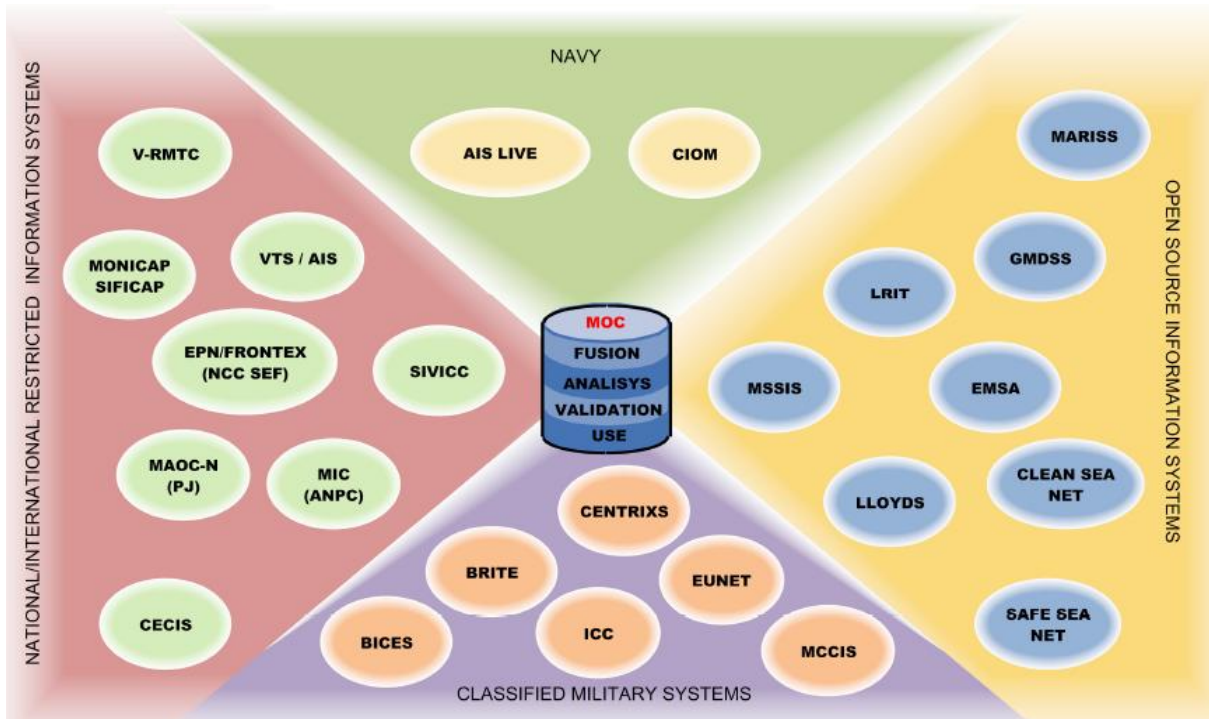 NAVY
AIS LIVE
CIOM
NATIONAL/INTERNATIONAL RESTRICTED INFORMATION SYSTEMS
V-RMTC
MONICAP
SIFICAP
VTS / AIS
EPN/FRONTEX
(NCC SEF)
SIVICC
MAOC-N
(PJ)
MIC
(ANPC)
CECIS
MOC
FUSION
ANALISYS
VALIDATION
USE
OPEN SOURCE INFORMATION SYSTEMS
MARISS
GMDSS
LRIT
MSSIS
EMSA
LLOYDS
CLEAN SEA
NET
SAFE SEA
NET
CENTRIXS
BRITE
EUNET
BICES
ICC
MCCIS
CLASSIFIED MILITARY SYSTEMS